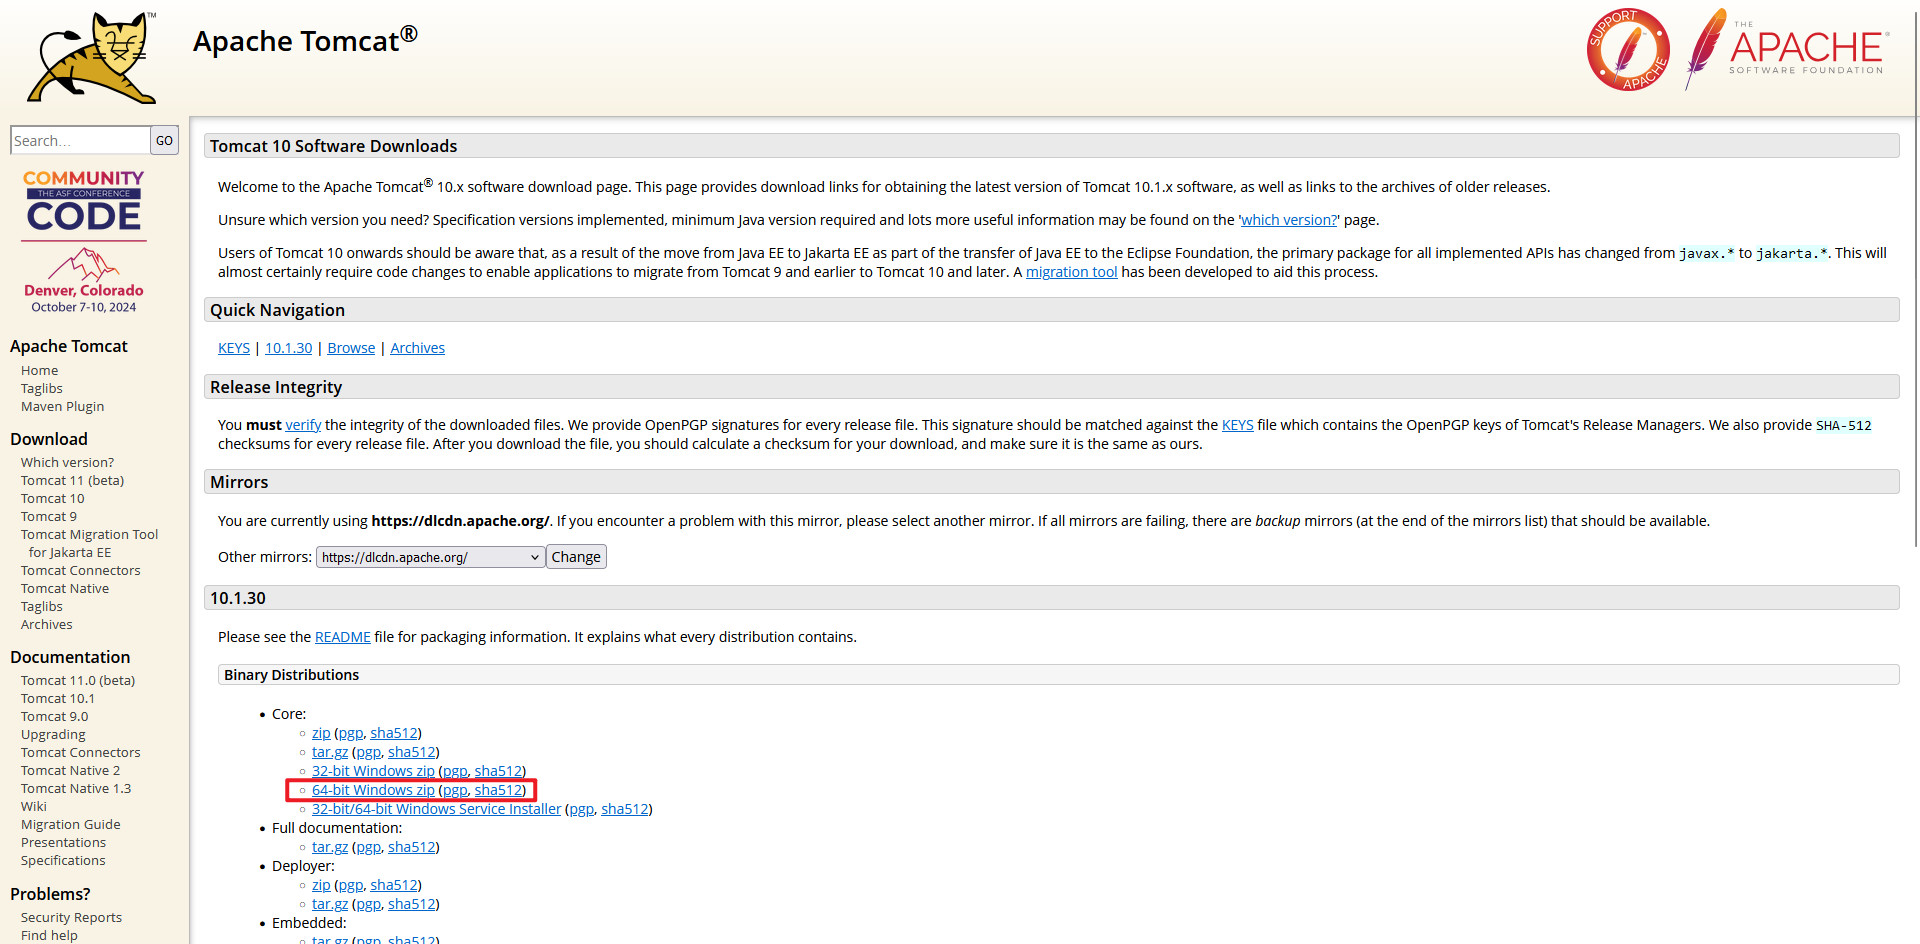 TM
Apache Tomcat®
SUPPORT
APACHE
THE
APACHE®
SOFTWARE FOUNDATION
Search…
GO
COMMUNITY
THE ASF CONFERENCE
CODE
Denver, Colorado
October 7-10, 2024
Apache Tomcat
Home
Taglibs
Maven Plugin
Download
Which version?
Tomcat 11 (beta)
Tomcat 10
Tomcat 9
Tomcat Migration Tool
for Jakarta EE
Tomcat Connectors
Tomcat Native
Taglibs
Archives
Documentation
Tomcat 11.0 (beta)
Tomcat 10.1
Tomcat 9.0
Upgrading
Tomcat Connectors
Tomcat Native 2
Tomcat Native 1.3
Wiki
Migration Guide
Presentations
Specifications
Problems?
Security Reports
Find help
Tomcat 10 Software Downloads
Welcome to the Apache Tomcat® 10.x software download page. This page provides download links for obtaining the latest version of Tomcat 10.1.x software, as well as links to the archives of older releases.
Unsure which version you need? Specification versions implemented, minimum Java version required and lots more useful information may be found on the 'which version?' page.
Users of Tomcat 10 onwards should be aware that, as a result of the move from Java EE to Jakarta EE as part of the transfer of Java EE to the Eclipse Foundation, the primary package for all implemented APIs has changed from javax.* to jakarta.*. This will
almost certainly require code changes to enable applications to migrate from Tomcat 9 and earlier to Tomcat 10 and later. A migration tool has been developed to aid this process.
Quick Navigation
KEYS | 10.1.30 | Browse | Archives
Release Integrity
You must verify the integrity of the downloaded files. We provide OpenPGP signatures for every release file. This signature should be matched against the KEYS file which contains the OpenPGP keys of Tomcat's Release Managers. We also provide SHA-512
checksums for every release file. After you download the file, you should calculate a checksum for your download, and make sure it is the same as ours.
Mirrors
You are currently using https://dlcdn.apache.org/. If you encounter a problem with this mirror, please select another mirror. If all mirrors are failing, there are backup mirrors (at the end of the mirrors list) that should be available.
Other mirrors: https://dlcdn.apache.org/ Change
10.1.30
Please see the README file for packaging information. It explains what every distribution contains.
Binary Distributions
• Core:
○ zip (pgp, sha512)
○ tar.gz (pgp, sha512)
○ 32-bit Windows zip (pgp, sha512)
○ 64-bit Windows zip (pgp, sha512)
○ 32-bit/64-bit Windows Service Installer (pgp, sha512)
• Full documentation:
○ tar.gz (pgp, sha512)
• Deployer:
○ zip (pgp, sha512)
○ tar.gz (pgp, sha512)
• Embedded:
○ tar.gz (pgp, sha512)